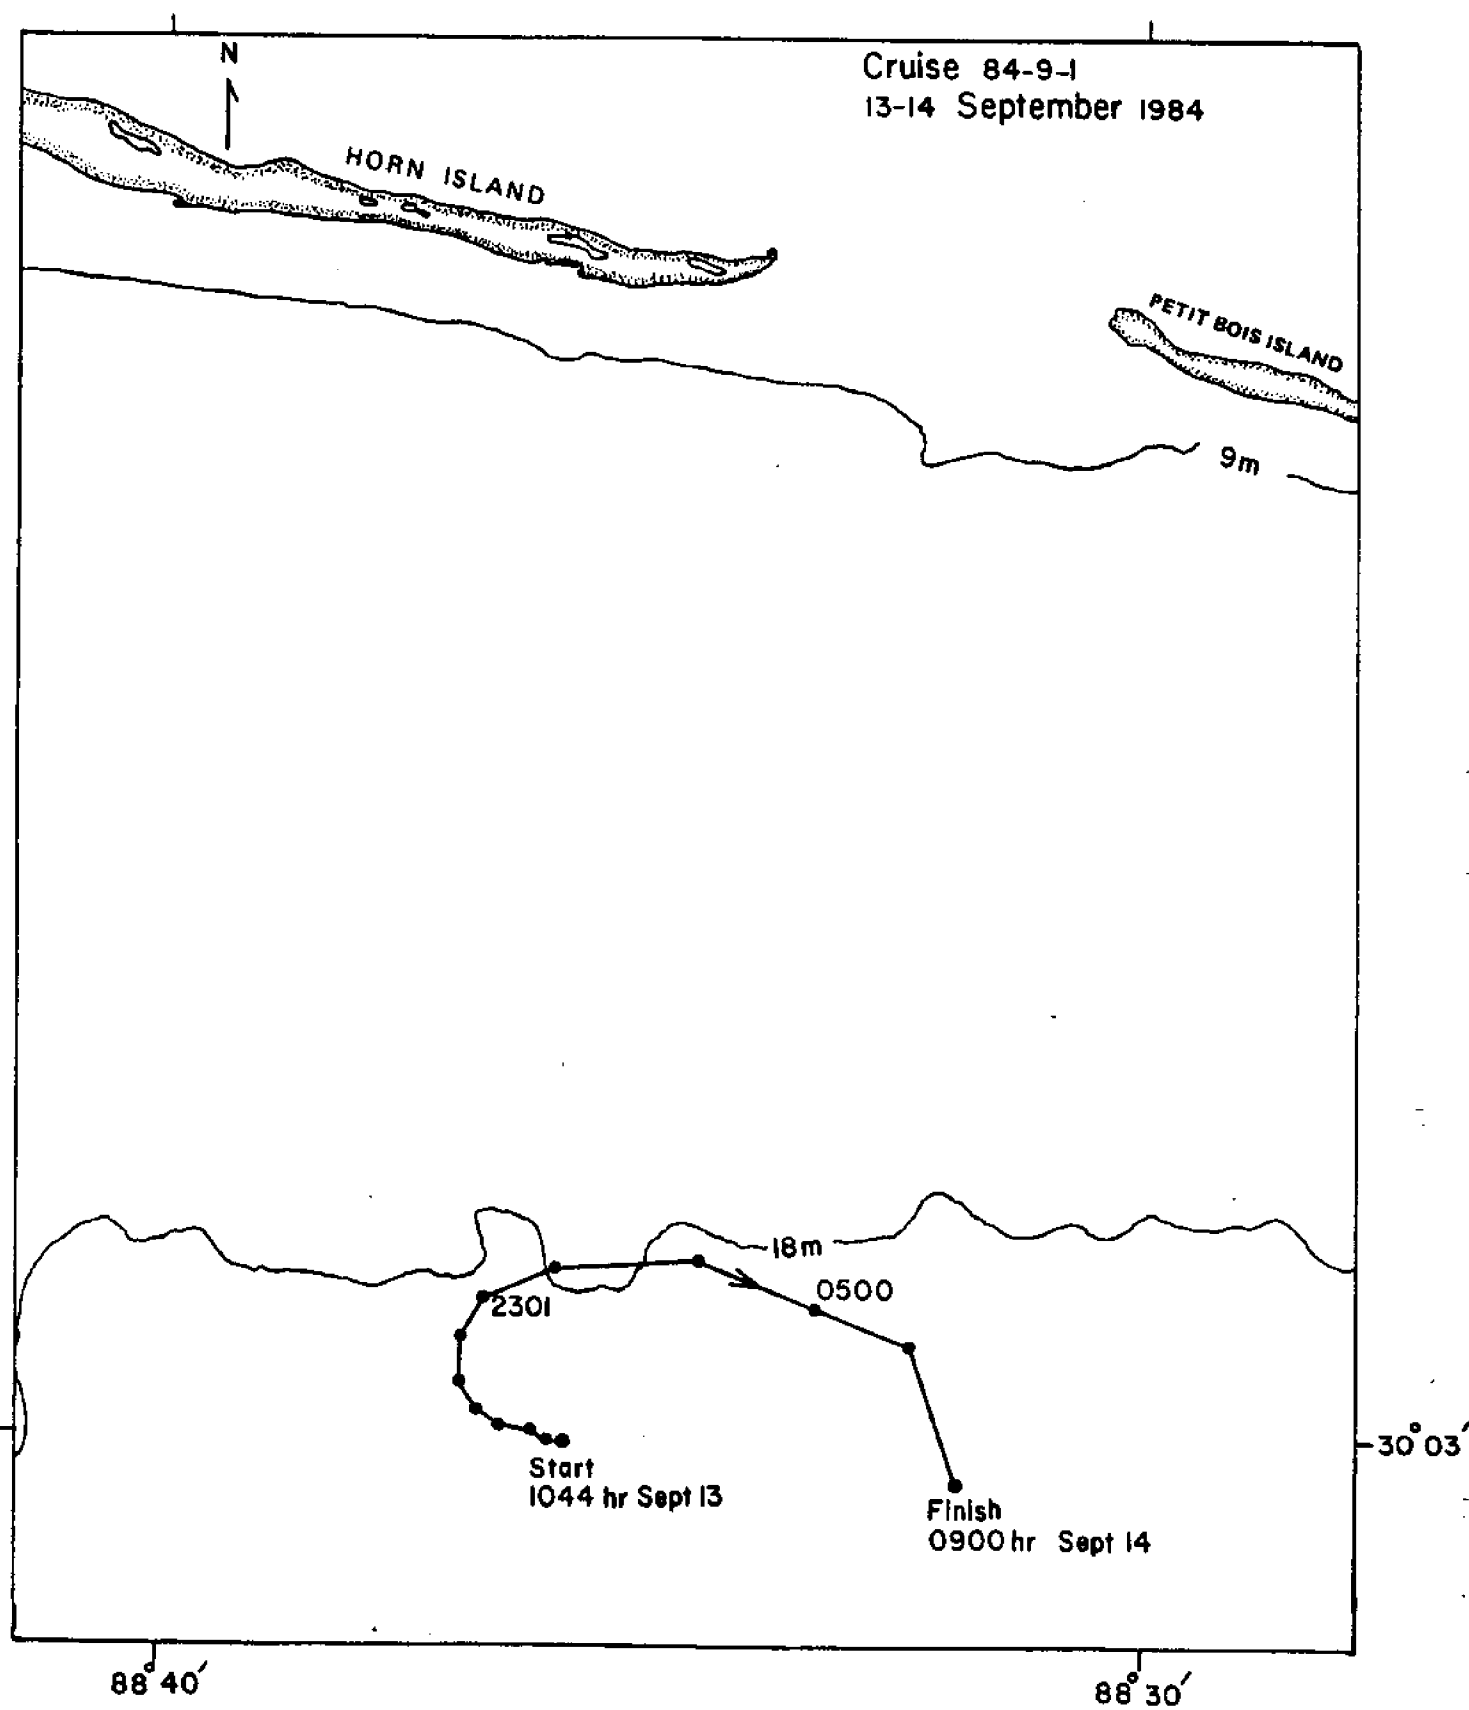 N
Cruise 84-9-1
13-14 September 1984
HORN ISLAND
PETIT BOIS ISLAND
9m
18m
0500
2301
30°03′
Start
1044 hr Sept 13
Finish
0900 hr Sept 14
88°40′
88°30′